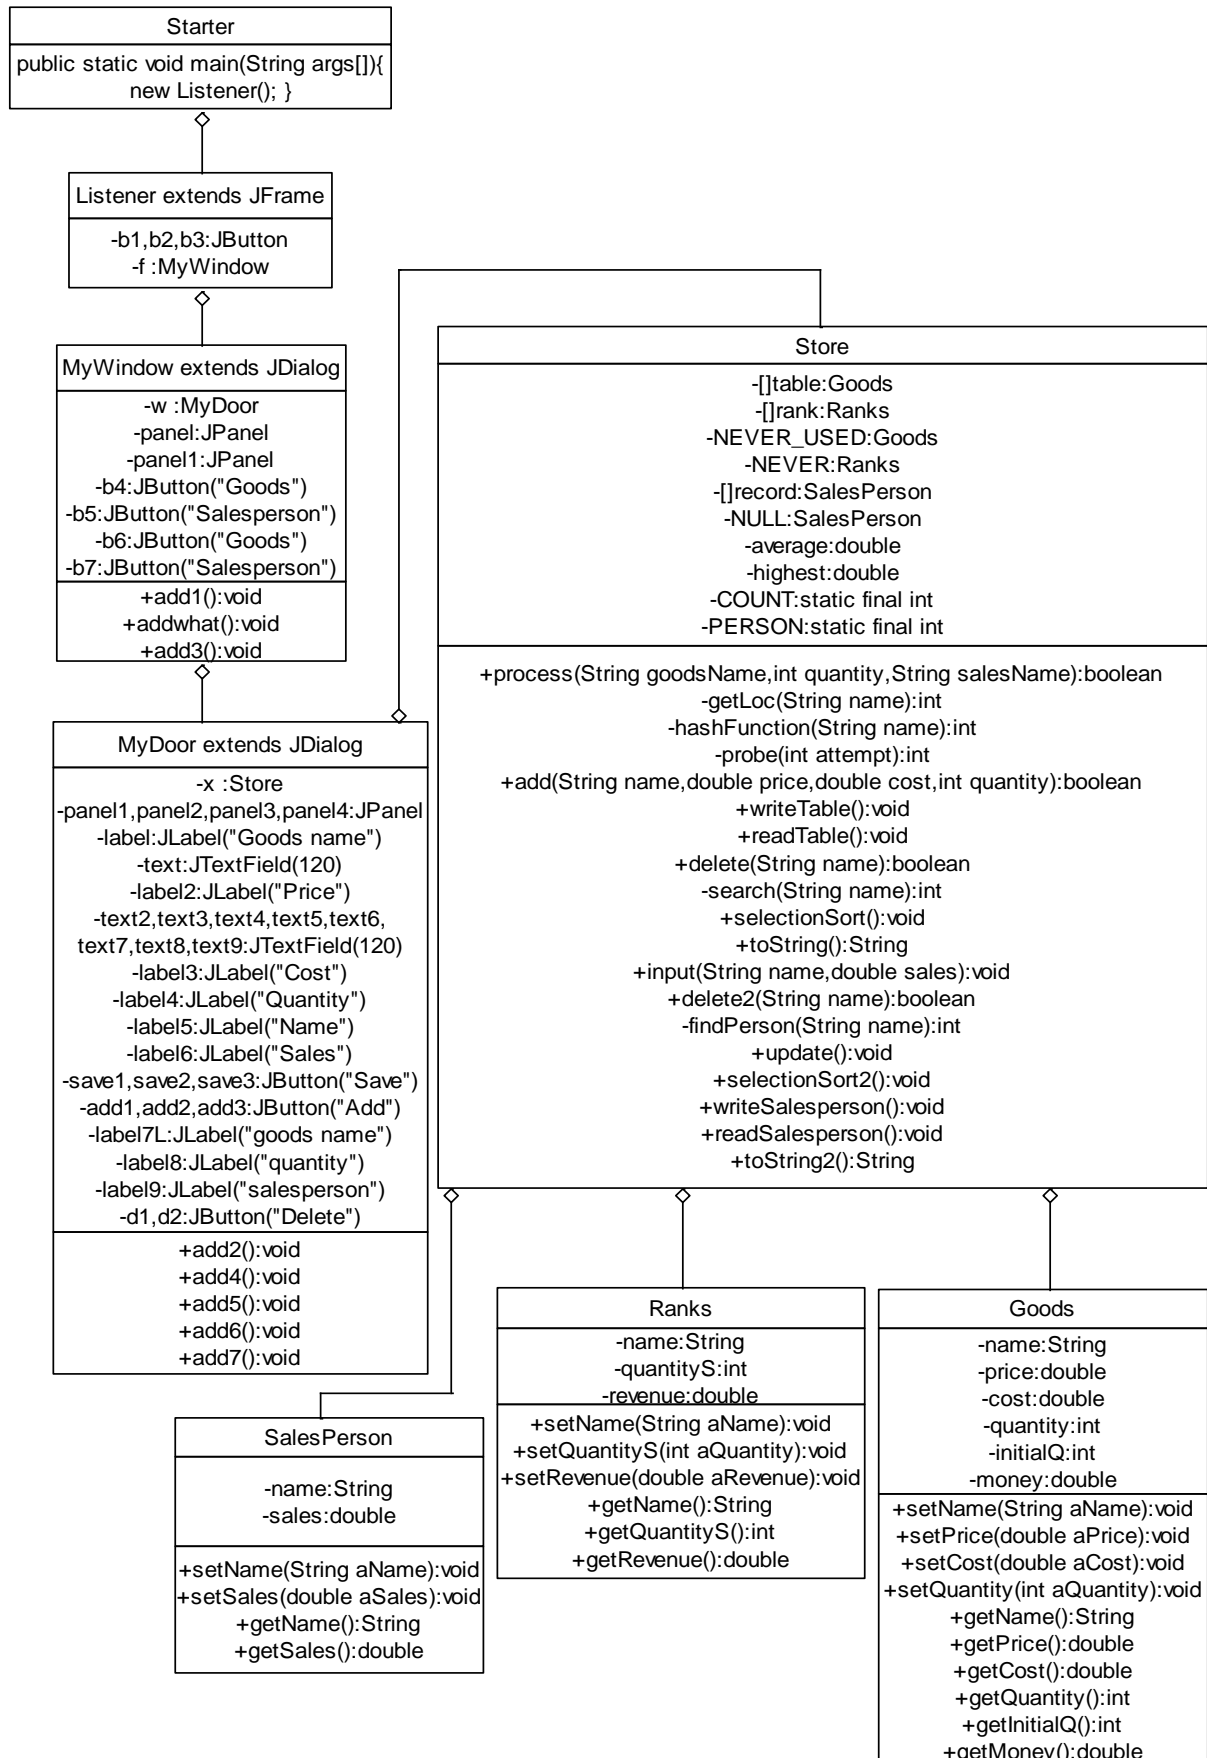 Starter
public static void main(String args[]){
new Listener(); }
Listener extends JFrame
-b1,b2,b3:JButton
-f :MyWindow
MyWindow extends JDialog
-w :MyDoor
-panel:JPanel
-panel1:JPanel
-b4:JButton("Goods")
-b5:JButton("Salesperson")
-b6:JButton("Goods")
-b7:JButton("Salesperson")
+add1():void
+addwhat():void
+add3():void
MyDoor extends JDialog
-x :Store
-panel1,panel2,panel3,panel4:JPanel
-label:JLabel("Goods name")
-text:JTextField(120)
-label2:JLabel("Price")
-text2,text3,text4,text5,text6,
text7,text8,text9:JTextField(120)
-label3:JLabel("Cost")
-label4:JLabel("Quantity")
-label5:JLabel("Name")
-label6:JLabel("Sales")
-save1,save2,save3:JButton("Save")
-add1,add2,add3:JButton("Add")
-label7L:JLabel("goods name")
-label8:JLabel("quantity")
-label9:JLabel("salesperson")
-d1,d2:JButton("Delete")
+add2():void
+add4():void
+add5():void
+add6():void
+add7():void
Store
-[]table:Goods
-[]rank:Ranks
-NEVER_USED:Goods
-NEVER:Ranks
-[]record:SalesPerson
-NULL:SalesPerson
-average:double
-highest:double
-COUNT:static final int
-PERSON:static final int
+process(String goodsName,int quantity,String salesName):boolean
-getLoc(String name):int
-hashFunction(String name):int
-probe(int attempt):int
+add(String name,double price,double cost,int quantity):boolean
+writeTable():void
+readTable():void
+delete(String name):boolean
-search(String name):int
+selectionSort():void
+toString():String
+input(String name,double sales):void
+delete2(String name):boolean
-findPerson(String name):int
+update():void
+selectionSort2():void
+writeSalesperson():void
+readSalesperson():void
+toString2():String
SalesPerson
-name:String
-sales:double
+setName(String aName):void
+setSales(double aSales):void
+getName():String
+getSales():double
Ranks
-name:String
-quantityS:int
-revenue:double
+setName(String aName):void
+setQuantityS(int aQuantity):void
+setRevenue(double aRevenue):void
+getName():String
+getQuantityS():int
+getRevenue():double
Goods
-name:String
-price:double
-cost:double
-quantity:int
-initialQ:int
-money:double
+setName(String aName):void
+setPrice(double aPrice):void
+setCost(double aCost):void
+setQuantity(int aQuantity):void
+getName():String
+getPrice():double
+getCost():double
+getQuantity():int
+getInitialQ():int
+getMoney():double